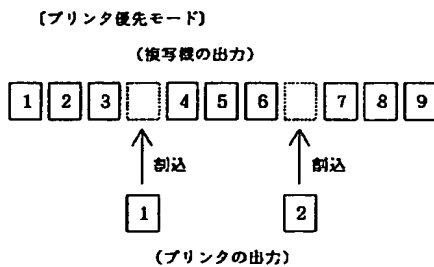 〔プリンタ優先モード〕
(複写機の出力)
1 2 3 4 5 6 7 8 9
割込 割込
1 2
(プリンタの出力)